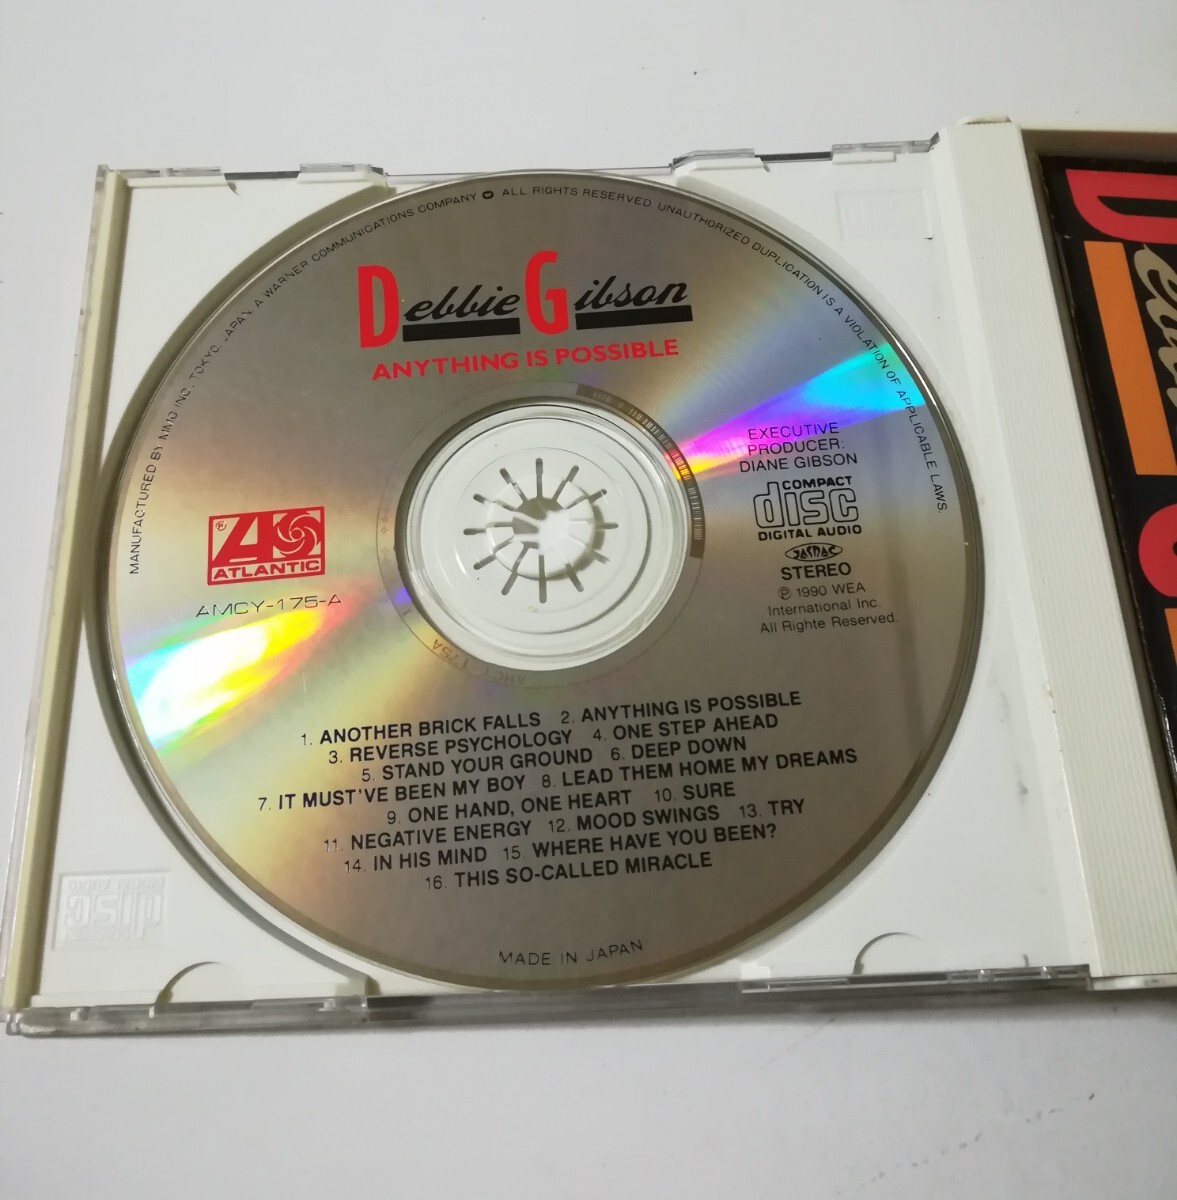 MANUFACTURED BY MMG INC., TOKYO, JAPAN, A WARNER COMMUNICATIONS COMPANY ALL RIGHTS RESERVED. UNAUTHORIZED DUPLICATION IS A VIOLATION OF APPLICABLE LAWS.
Debbie Gibson
ANYTHING IS POSSIBLE
EXECUTIVE
PRODUCER:
DIANE GIBSON
COMPACT
disc
DIGITAL AUDIO
STEREO
Ⓟ 1990 WEA
International Inc.
All Righte Reserved.
Ⓟ
ATLANTIC
AMCY-175-A
1. ANOTHER BRICK FALLS 2. ANYTHING IS POSSIBLE
3. REVERSE PSYCHOLOGY 4. ONE STEP AHEAD
5. STAND YOUR GROUND 6. DEEP DOWN
7. IT MUST'VE BEEN MY BOY 8. LEAD THEM HOME MY DREAMS
9. ONE HAND, ONE HEART 10. SURE
11. NEGATIVE ENERGY 12. MOOD SWINGS 13. TRY
14. IN HIS MIND 15. WHERE HAVE YOU BEEN?
16. THIS SO-CALLED MIRACLE
MADE IN JAPAN
COMPACT
disc
DIGITAL AUDIO